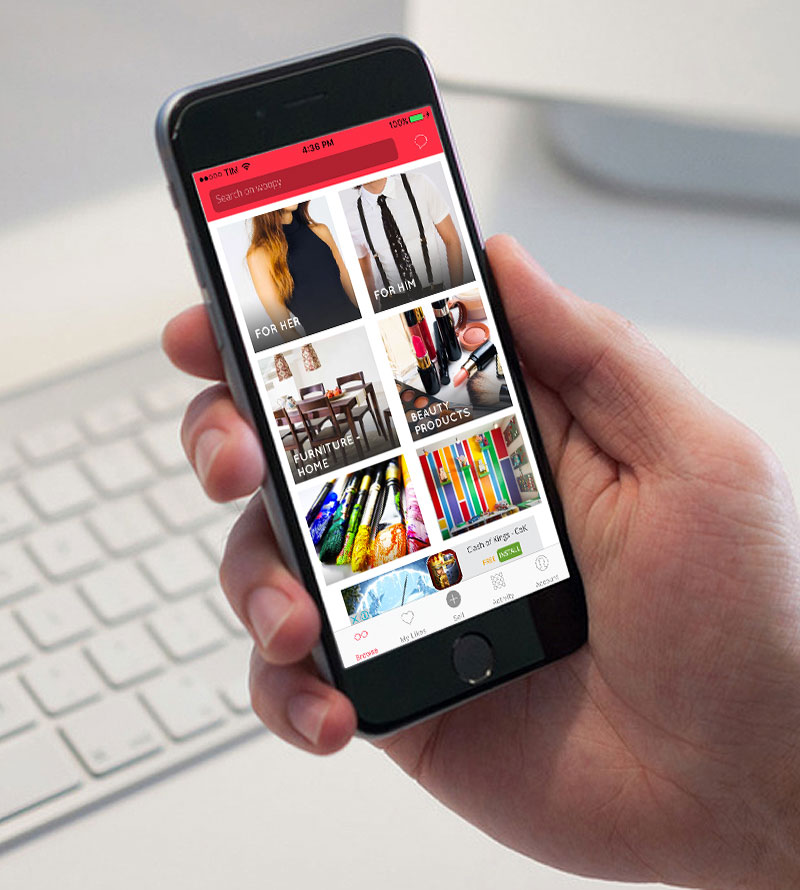 TIM 4:36 PM 100%
Search on woopy
FOR HER
FOR HIM
FURNITURE -
HOME
BEAUTY
PRODUCTS
Clash of Kings - CoK
FREE INSTALL
Browse My Likes Sell Activity Account